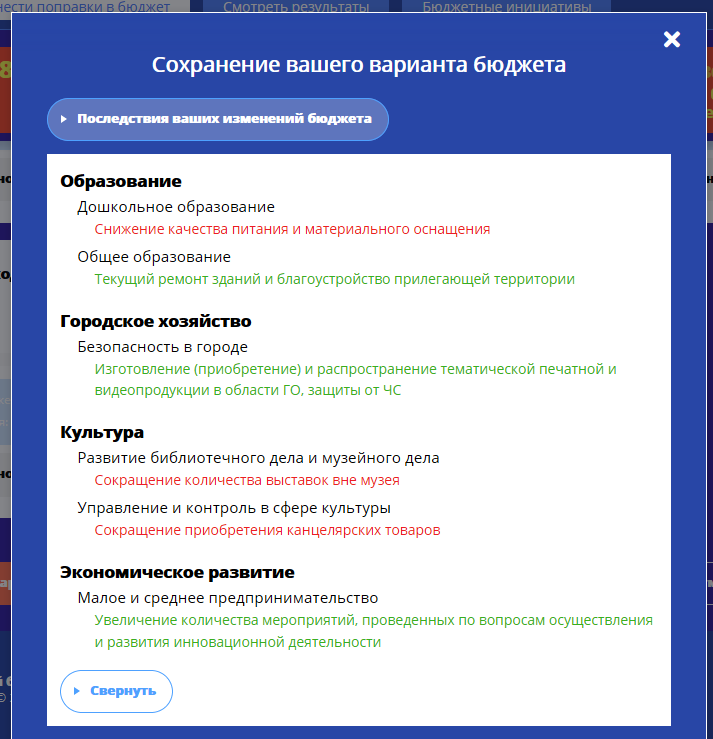 нести поправки в бюджет
Смотреть результаты
Бюджетные инициативы
Сохранение вашего варианта бюджета
Последствия ваших изменений бюджета
Образование
Дошкольное образование
Снижение качества питания и материального оснащения
Общее образование
Текущий ремонт зданий и благоустройство прилегающей территории
Городское хозяйство
Безопасность в городе
Изготовление (приобретение) и распространение тематической печатной и
видеопродукции в области ГО, защиты от ЧС
Культура
Развитие библиотечного дела и музейного дела
Сокращение количества выставок вне музея
Управление и контроль в сфере культуры
Сокращение приобретения канцелярских товаров
Экономическое развитие
Малое и среднее предпринимательство
Увеличение количества мероприятий, проведенных по вопросам осуществления
и развития инновационной деятельности
Свернуть